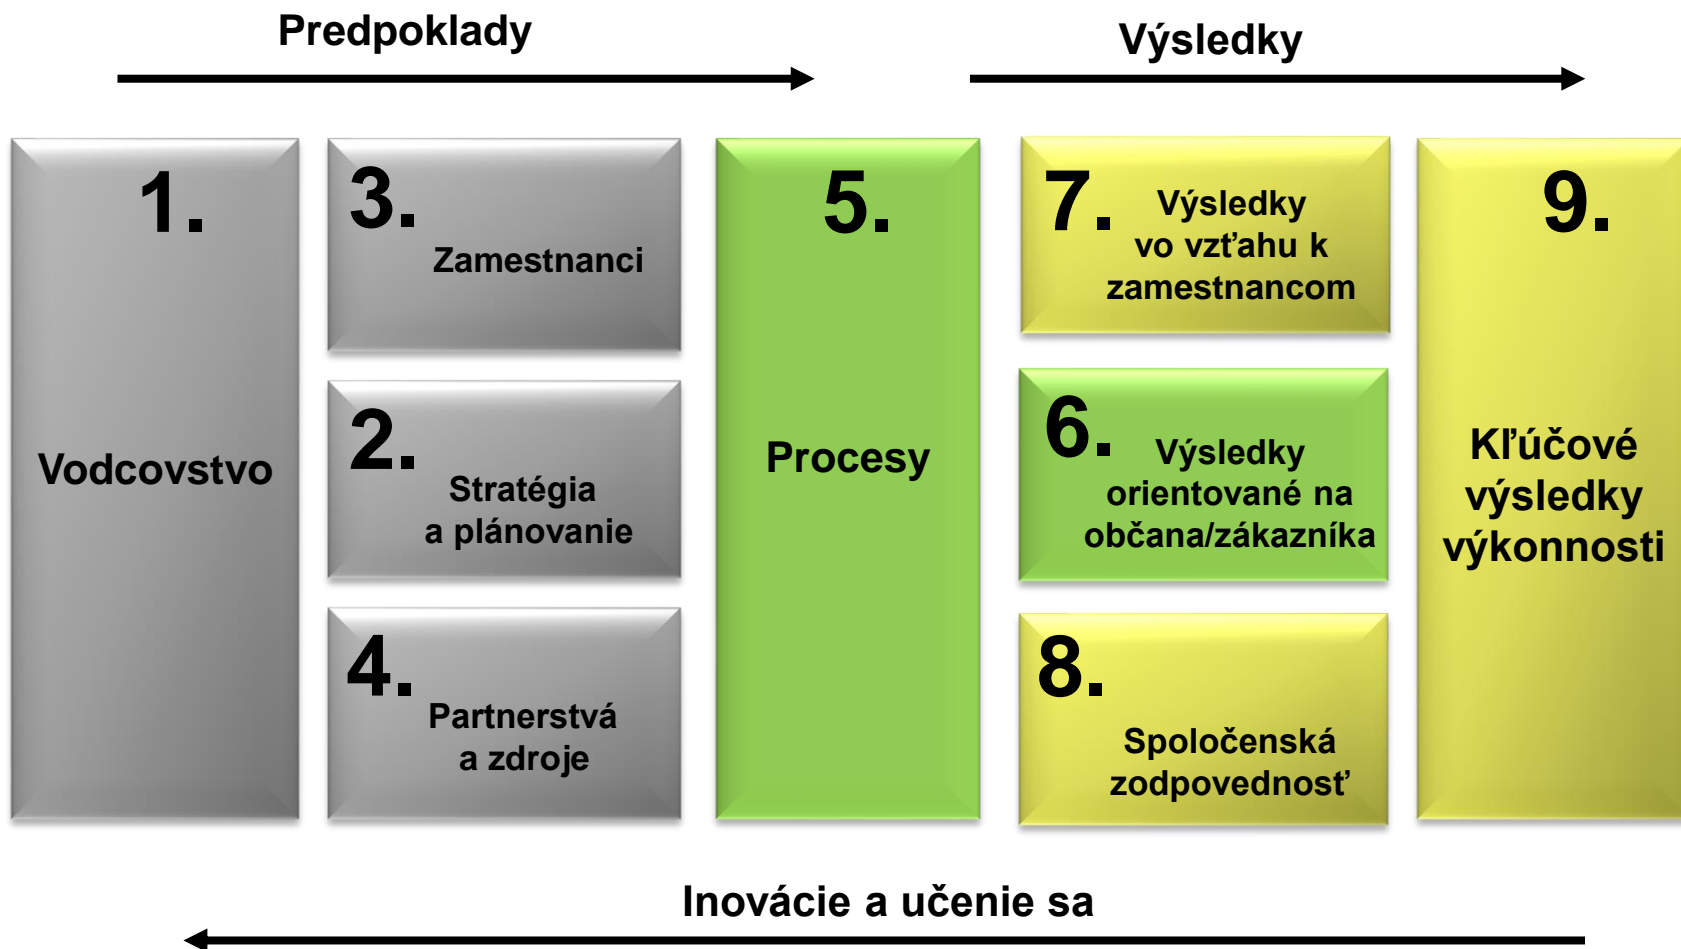 Predpoklady
Výsledky
1.
Vodcovstvo
3.
Zamestnanci
2.
Stratégia
a plánovanie
4.
Partnerstvá
a zdroje
5.
Procesy
7.
Výsledky
vo vzťahu k
zamestnancom
6.
Výsledky
orientované na
občana/zákazníka
8.
Spoločenská
zodpovednosť
9.
Kľúčové
výsledky
výkonnosti
Inovácie a učenie sa